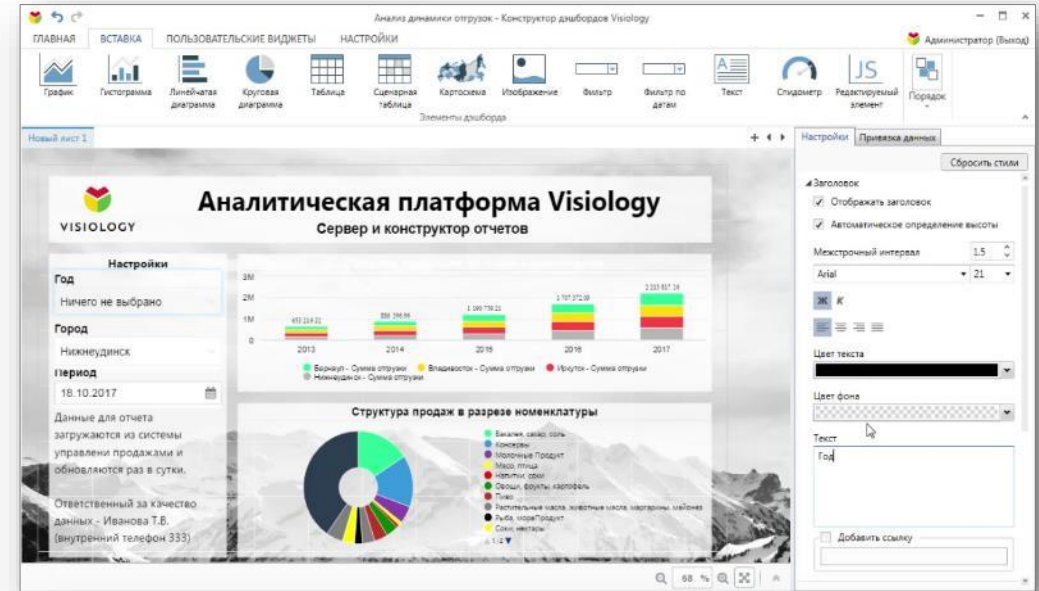 Анализ динамики отгрузок - Конструктор дэшбордов Visiology
ГЛАВНАЯ ВСТАВКА ПОЛЬЗОВАТЕЛЬСКИЕ ВИДЖЕТЫ НАСТРОЙКИ
Администратор (Выход)
График Гистограмма Линейчатая диаграмма Круговая диаграмма Таблица Сценарная таблица Картосхема Изображение Фильтр Фильтр по датам Текст Спидометр Редактируемый элемент Порядок
Элементы дэшборда
Новый лист 1
Настройки Привязка данных
Сбросить стили
VISIOLOGY
Аналитическая платформа Visiology
Сервер и конструктор отчетов
Настройки
Год
Ничего не выбрано
Город
Нижнеудинск
Период
18.10.2017
Данные для отчета
загружаются из системы
управлени продажами и
обновляются раз в сутки.
Ответственный за качество
данных - Иванова Т.В.
(внутренний телефон 333)
3M
2M
1M
0
2013 2014 2015 2016 2017
Барнаул - Сумма отгрузки Владивосток - Сумма отгрузки Иркутск - Сумма отгрузки
Нижнеудинск - Сумма отгрузки
Структура продаж в разрезе номенклатуры
Бакалея, сахар, соль
Консервы
Молочные Продукт
Мясо, птица
Напитки, соки
Овощи, фрукты, картофель
Пиво
Растительные масла, животные масла, маргарины, майонез
Рыба, мореПродукт
Соки, нектары
1/2
68 %
Заголовок
Отображать заголовок
Автоматическое определение высоты
Межстрочный интервал 1.5
Arial 21
Ж К
Цвет текста
Цвет фона
Текст
Год
Добавить ссылку